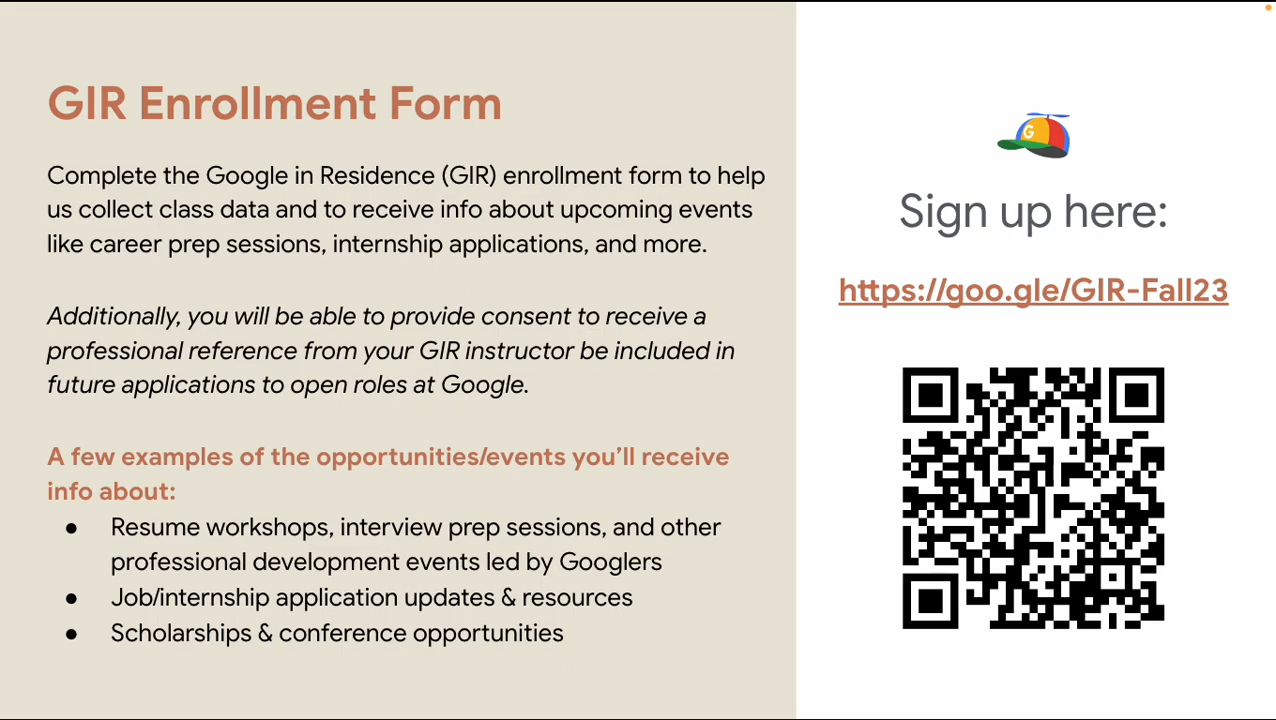 GIR Enrollment Form
Complete the Google in Residence (GIR) enrollment form to help
us collect class data and to receive info about upcoming events
like career prep sessions, internship applications, and more.
Additionally, you will be able to provide consent to receive a
professional reference from your GIR instructor be included in
future applications to open roles at Google.
A few examples of the opportunities/events you’ll receive
info about:
● Resume workshops, interview prep sessions, and other
professional development events led by Googlers
● Job/internship application updates & resources
● Scholarships & conference opportunities
G
Sign up here:
https://goo.gle/GIR-Fall23